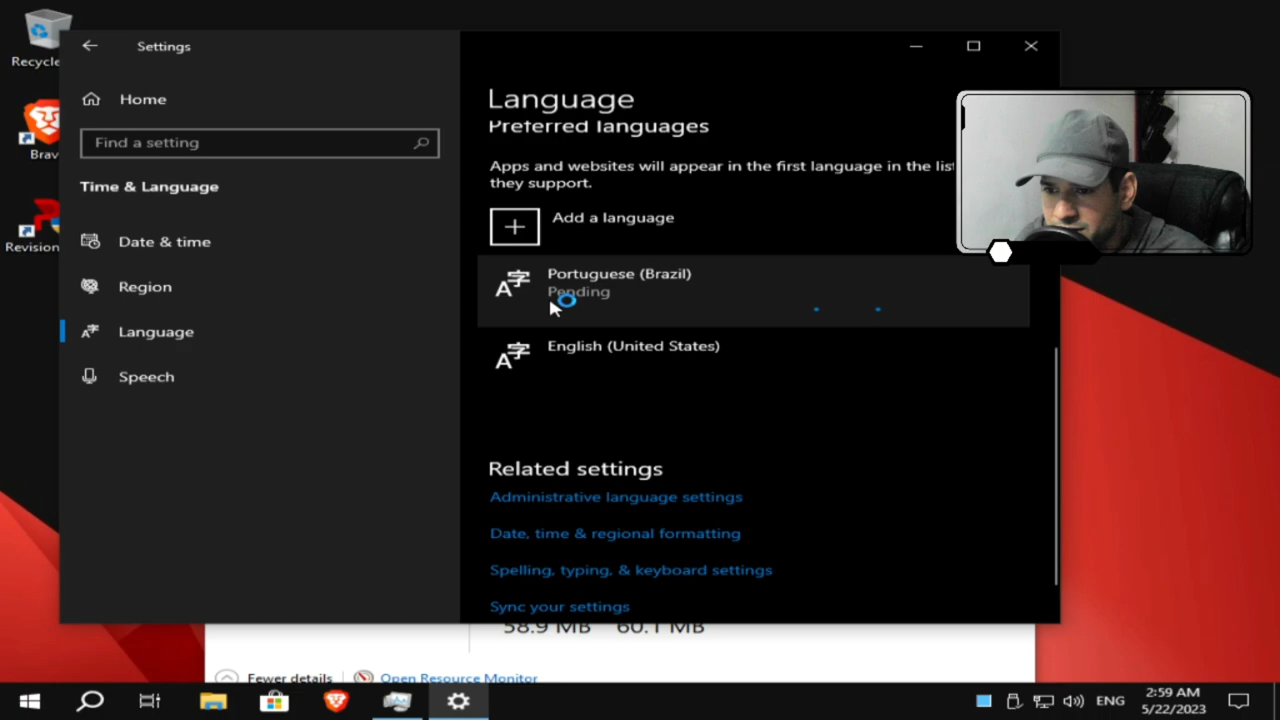 Recycle
Brav
Revision
Settings
Home
Find a setting
Time & Language
Date & time
Region
Language
Speech
Language
Preferred languages
Apps and websites will appear in the first language in the list
they support.
Add a language
Portuguese (Brazil)
Pending
English (United States)
Related settings
Administrative language settings
Date, time & regional formatting
Spelling, typing, & keyboard settings
Sync your settings
58.9 MB 60.1 MB
Fewer details
Open Resource Monitor
ENG
2:59 AM
5/22/2023